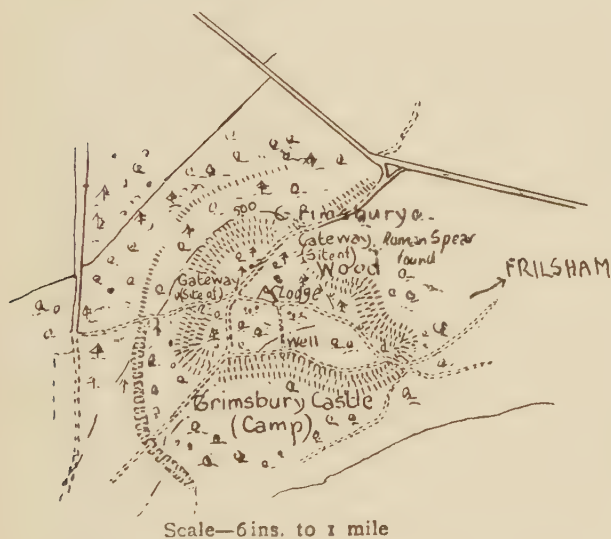 500
Grimsbury
Gateway
(Site of)
Roman Spear
found
Wood
FRILSHAM
Gateway
(Site of)
Lodge
Well
Grimsbury Castle
(Camp)
Scale—6ins. to 1 mile